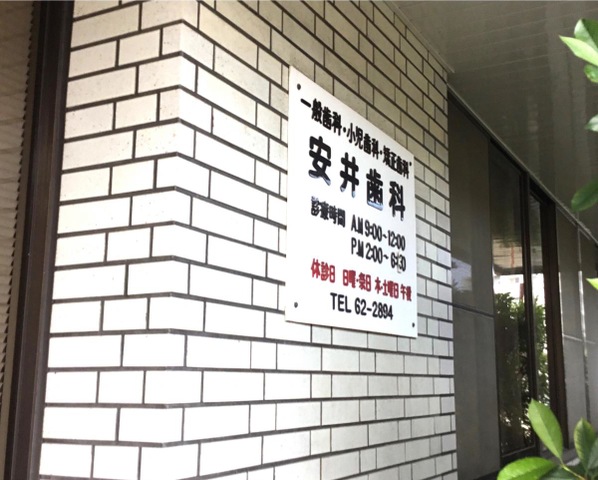 一般歯科・小児歯科・矯正歯科
安井歯科
診療時間 A.M 9:00~12:00
P.M 2:00~6:30
休診日 日曜・祭日 木・土曜日午後
TEL 62-2894